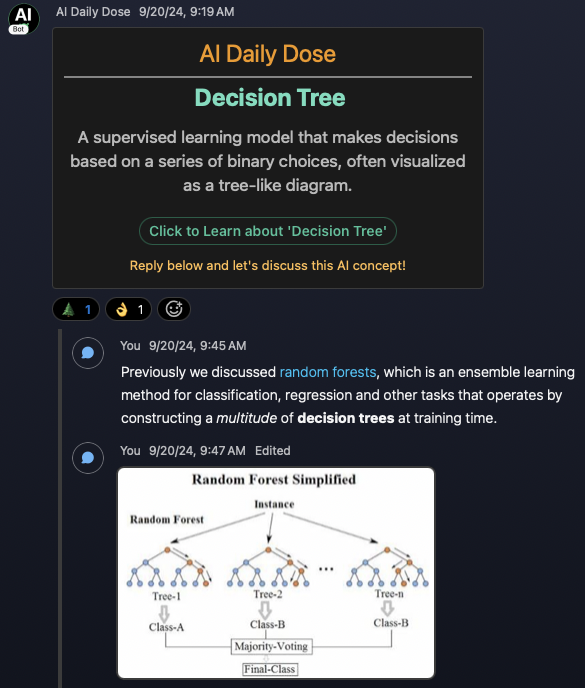 AI
Bot
AI Daily Dose 9/20/24, 9:19 AM
AI Daily Dose
Decision Tree
A supervised learning model that makes decisions
based on a series of binary choices, often visualized
as a tree-like diagram.
Click to Learn about 'Decision Tree'
Reply below and let's discuss this AI concept!
1 1
You 9/20/24, 9:45 AM
Previously we discussed random forests, which is an ensemble learning
method for classification, regression and other tasks that operates by
constructing a multitude of decision trees at training time.
You 9/20/24, 9:47 AM Edited
Random Forest Simplified
Instance
Random Forest
...
Tree-1 Tree-2 Tree-n
Class-A Class-B Class-B
Majority-Voting
Final-Class